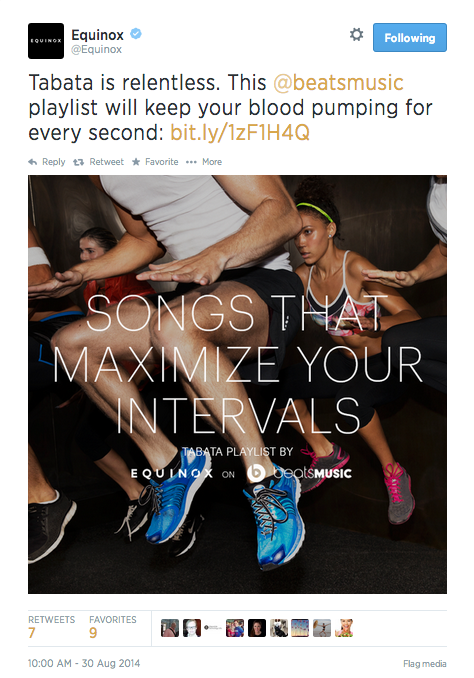 EQUINOX
Equinox
@Equinox
Following
Tabata is relentless. This @beatsmusic
playlist will keep your blood pumping for
every second: bit.ly/1zF1H4Q
Reply Retweet Favorite More
SONGS THAT
MAXIMIZE YOUR
INTERVALS
TABATA PLAYLIST BY
EQUINOX ON b beatsMUSIC
RETWEETS FAVORITES
7 9
10:00 AM - 30 Aug 2014 Flag media